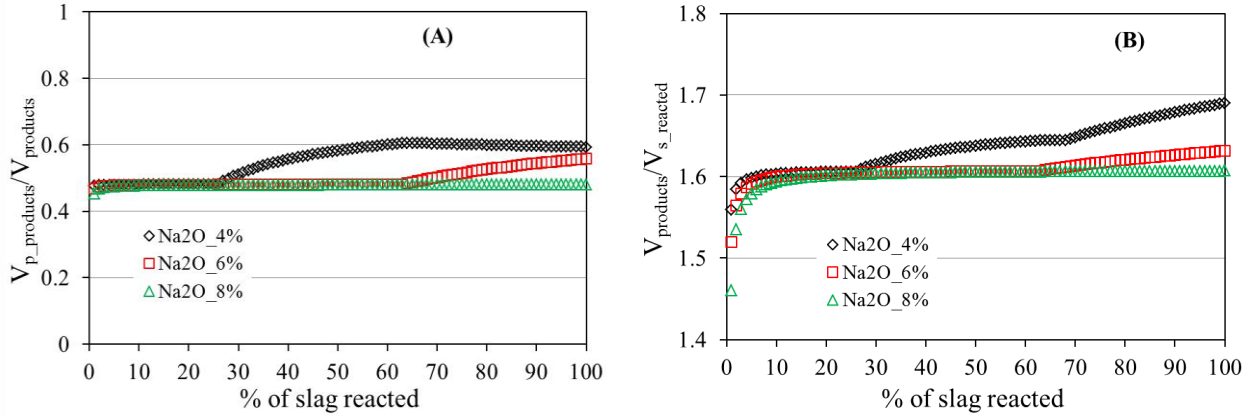 (A)
V_p_products/V_products
1
0.8
0.6
0.4
0.2
0
0 10 20 30 40 50 60 70 80 90 100
% of slag reacted
Na2O_4%
Na2O_6%
Na2O_8%
(B)
V_products/V_s_reacted
1.8
1.7
1.6
1.5
1.4
0 10 20 30 40 50 60 70 80 90 100
% of slag reacted
Na2O_4%
Na2O_6%
Na2O_8%